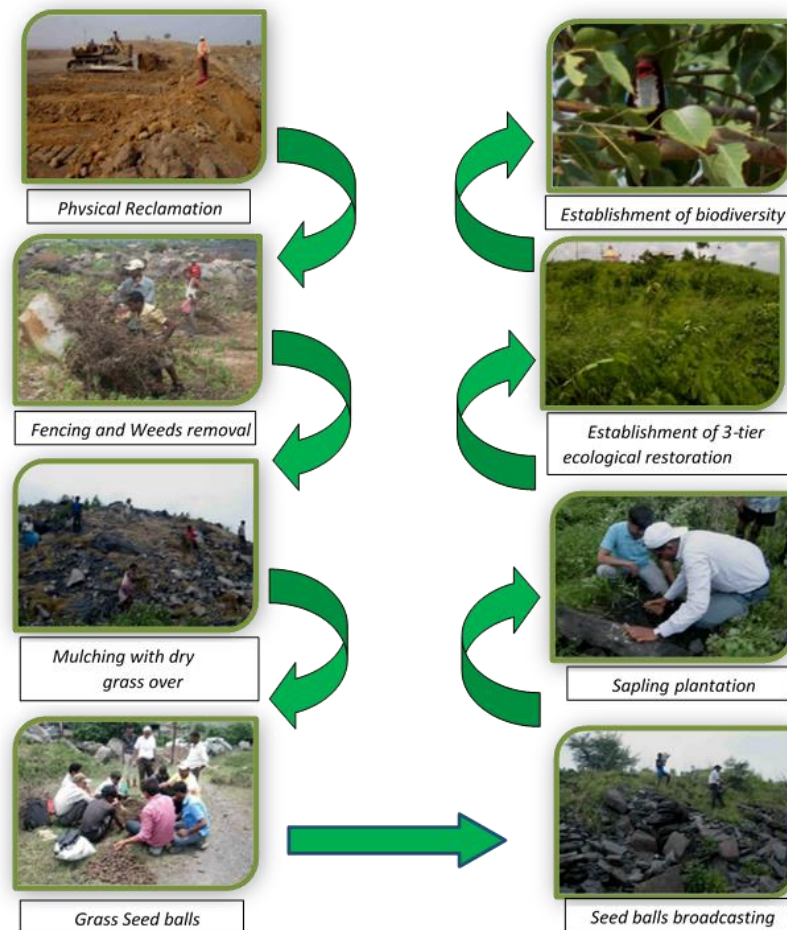 Physical Reclamation
Fencing and Weeds removal
Mulching with dry
grass over
Grass Seed balls
Seed balls broadcasting
Sapling plantation
Establishment of 3-tier
ecological restoration
Establishment of biodiversity